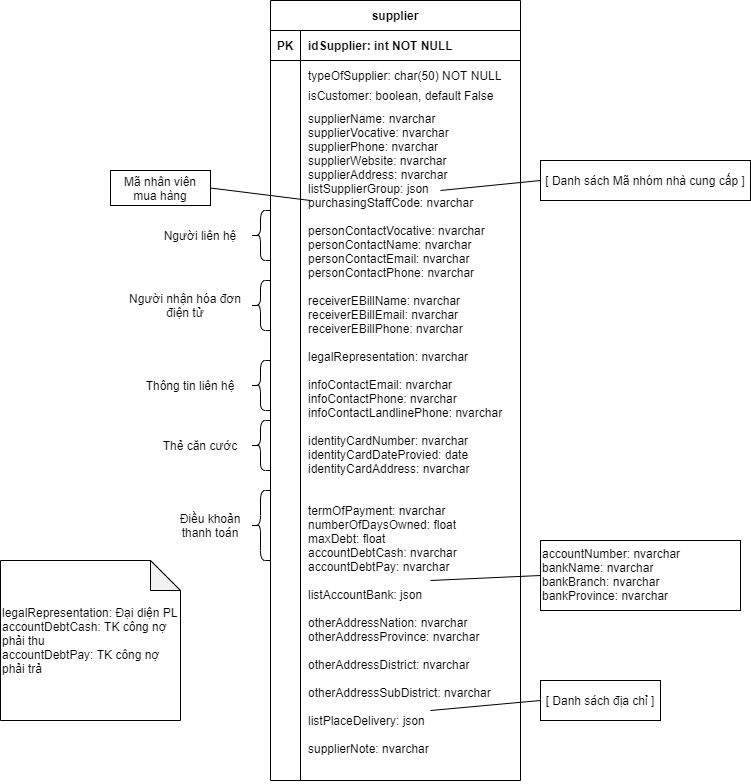 supplier
PK
idSupplier: int NOT NULL
typeOfSupplier: char(50) NOT NULL
isCustomer: boolean, default False
supplierName: nvarchar
supplierVocative: nvarchar
supplierPhone: nvarchar
supplierWebsite: nvarchar
supplierAddress: nvarchar
listSupplierGroup: json
purchasingStaffCode: nvarchar
personContactVocative: nvarchar
personContactName: nvarchar
personContactEmail: nvarchar
personContactPhone: nvarchar
receiverEBillName: nvarchar
receiverEBillEmail: nvarchar
receiverEBillPhone: nvarchar
legalRepresentation: nvarchar
infoContactEmail: nvarchar
infoContactPhone: nvarchar
infoContactLandlinePhone: nvarchar
identityCardNumber: nvarchar
identityCardDateProvied: date
identityCardAddress: nvarchar
termOfPayment: nvarchar
numberOfDaysOwned: float
maxDebt: float
accountDebtCash: nvarchar
accountDebtPay: nvarchar
listAccountBank: json
otherAddressNation: nvarchar
otherAddressProvince: nvarchar
otherAddressDistrict: nvarchar
otherAddressSubDistrict: nvarchar
listPlaceDelivery: json
supplierNote: nvarchar
Mã nhân viên
mua hàng
Người liên hệ
Người nhận hóa đơn
điện tử
Thông tin liên hệ
Thẻ căn cước
Điều khoản
thanh toán
legalRepresentation: Đại diện PL
accountDebtCash: TK công nợ
phải thu
accountDebtPay: TK công nợ
phải trả
[ Danh sách Mã nhóm nhà cung cấp ]
accountNumber: nvarchar
bankName: nvarchar
bankBranch: nvarchar
bankProvince: nvarchar
[ Danh sách địa chỉ ]